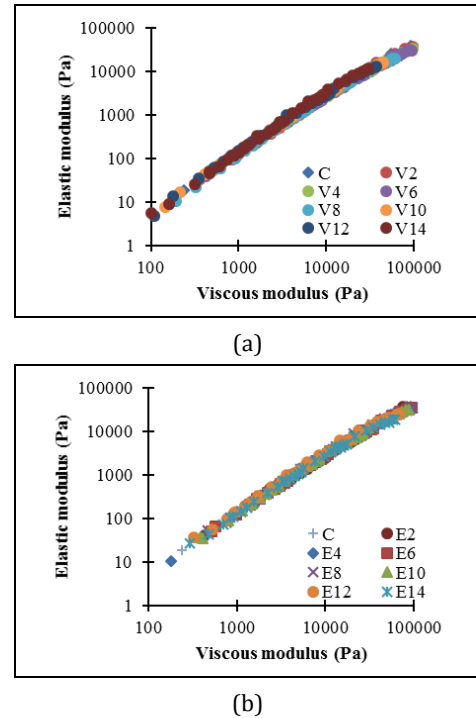 (a)
Elastic modulus (Pa)
100000
10000
1000
100
10
1
C V2
V4 V6
V8 V10
V12 V14
100 1000 10000 100000
Viscous modulus (Pa)
(a)
Elastic modulus (Pa)
100000
10000
1000
100
10
1
C E2
E4 E6
E8 E10
E12 E14
100 1000 10000 100000
Viscous modulus (Pa)
(b)